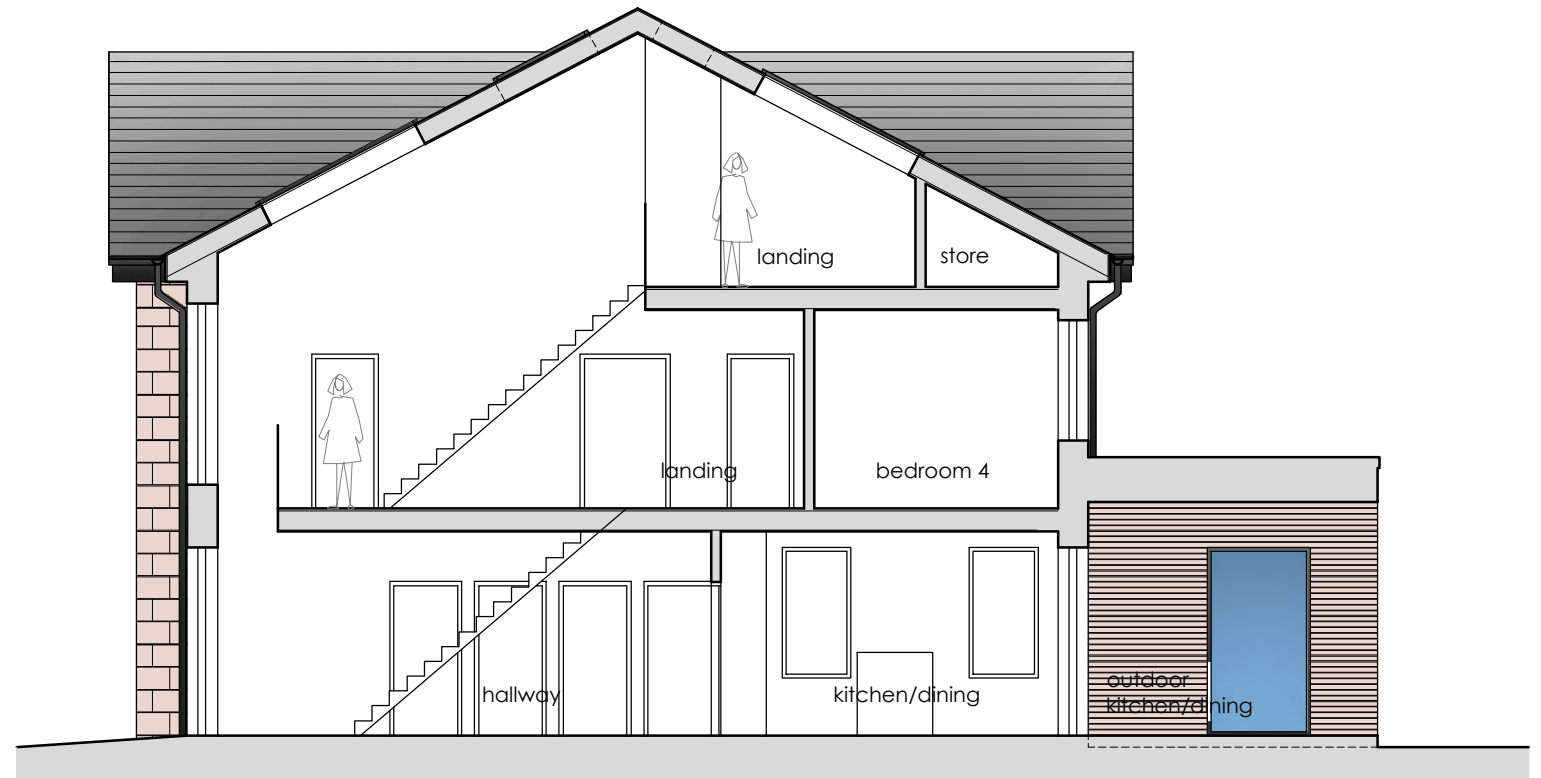 landing
store
landing
bedroom 4
hallway
kitchen/dining
outdoor
kitchen/dining